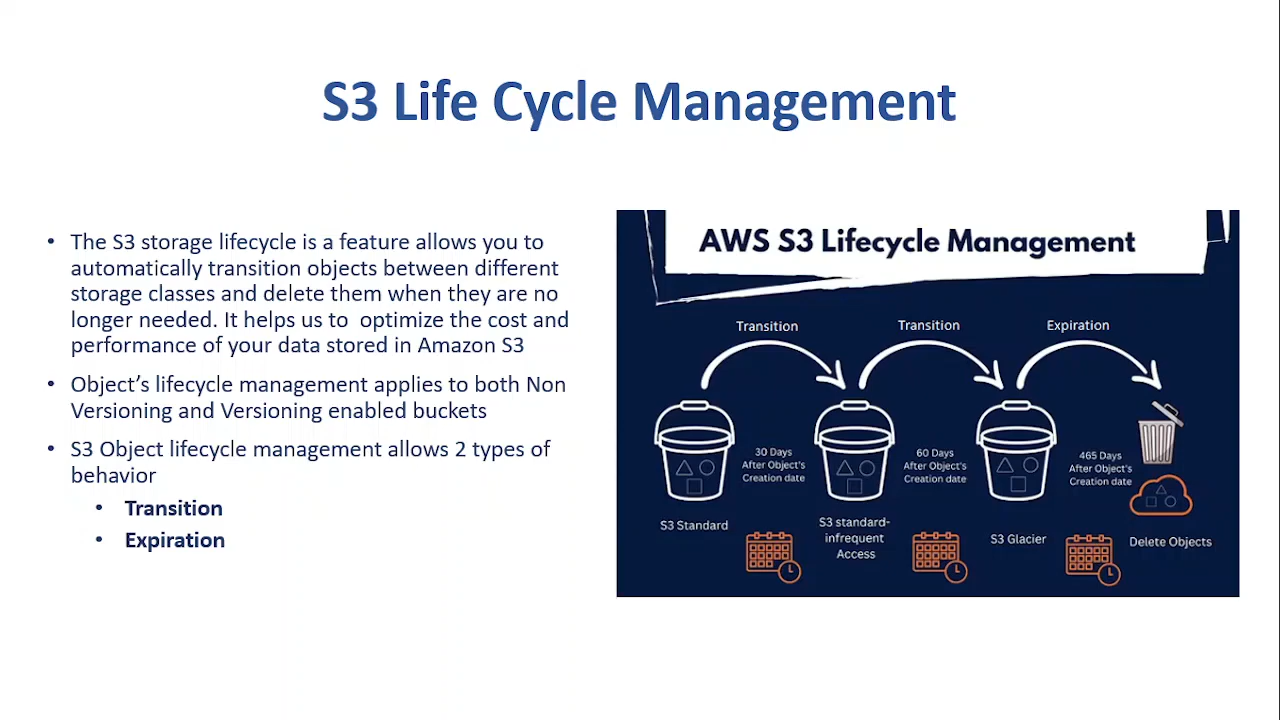 S3 Life Cycle Management
• The S3 storage lifecycle is a feature allows you to
automatically transition objects between different
storage classes and delete them when they are no
longer needed. It helps us to  optimize the cost and
performance of your data stored in Amazon S3
• Object’s lifecycle management applies to both Non
Versioning and Versioning enabled buckets
• S3 Object lifecycle management allows 2 types of
behavior
• Transition
• Expiration
AWS S3 Lifecycle Management
Transition
Transition
Expiration
30 Days
After Object's
Creation date
60 Days
After Object's
Creation date
465 Days
After Object's
Creation date
S3 Standard
S3 standard-
infrequent
Access
S3 Glacier
Delete Objects